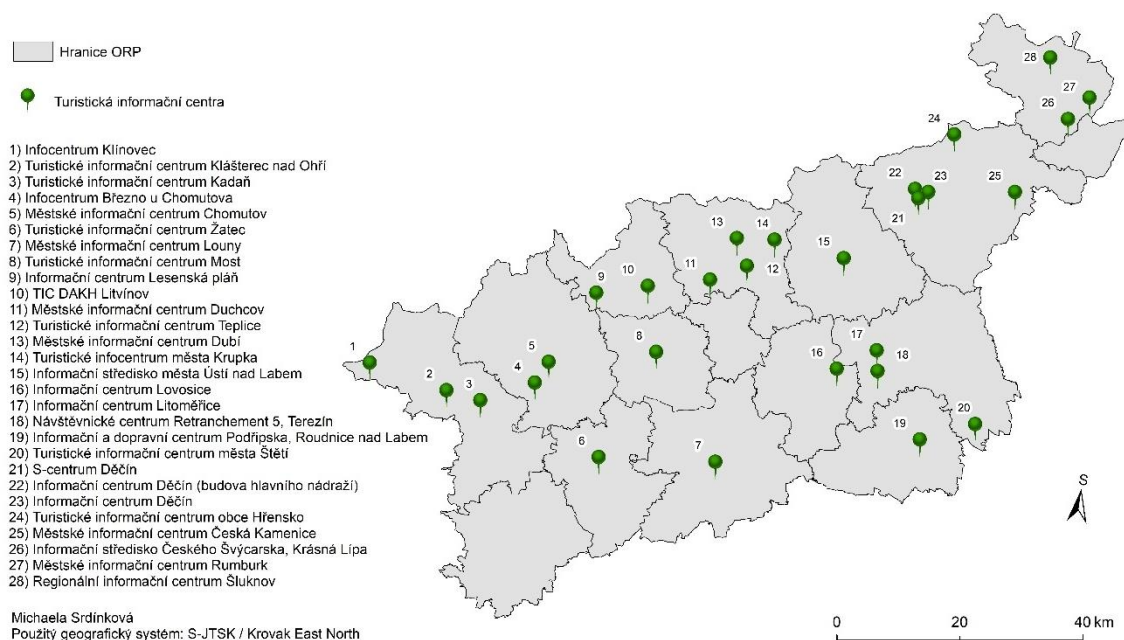 Hranice ORP
Turistická informační centra
1) Infocentrum Klínovec
2) Turistické informační centrum Klášterec nad Ohří
3) Turistické informační centrum Kadaň
4) Infocentrum Březno u Chomutova
5) Městské informační centrum Chomutov
6) Turistické informační centrum Žatec
7) Městské informační centrum Louny
8) Turistické informační centrum Most
9) Informační centrum Lesenská pláň
10) TIC DAKH Litvínov
11) Městské informační centrum Duchcov
12) Turistické informační centrum Teplice
13) Městské informační centrum Dubí
14) Turistické infocentrum města Krupka
15) Informační středisko města Ústí nad Labem
16) Informační centrum Lovosice
17) Informační centrum Litoměřice
18) Návštěvnické centrum Retranchement 5, Terezín
19) Informační a dopravní centrum Podřipska, Roudnice nad Labem
20) Turistické informační centrum města Štětí
21) S-centrum Děčín
22) Informační centrum Děčín (budova hlavního nádraží)
23) Informační centrum Děčín
24) Turistické informační centrum obce Hřensko
25) Městské informační centrum Česká Kamenice
26) Informační středisko Českého Švýcarska, Krásná Lípa
27) Městské informační centrum Rumburk
28) Regionální informační centrum Šluknov
Michaela Srdínková
Použitý geografický systém: S-JTSK / Krovak East North
28
27
26
24
22
23
25
21
13
14
15
12
11
10
9
8
17
18
16
1
5
2
4
3
20
19
6
7
S
0 20 40 km